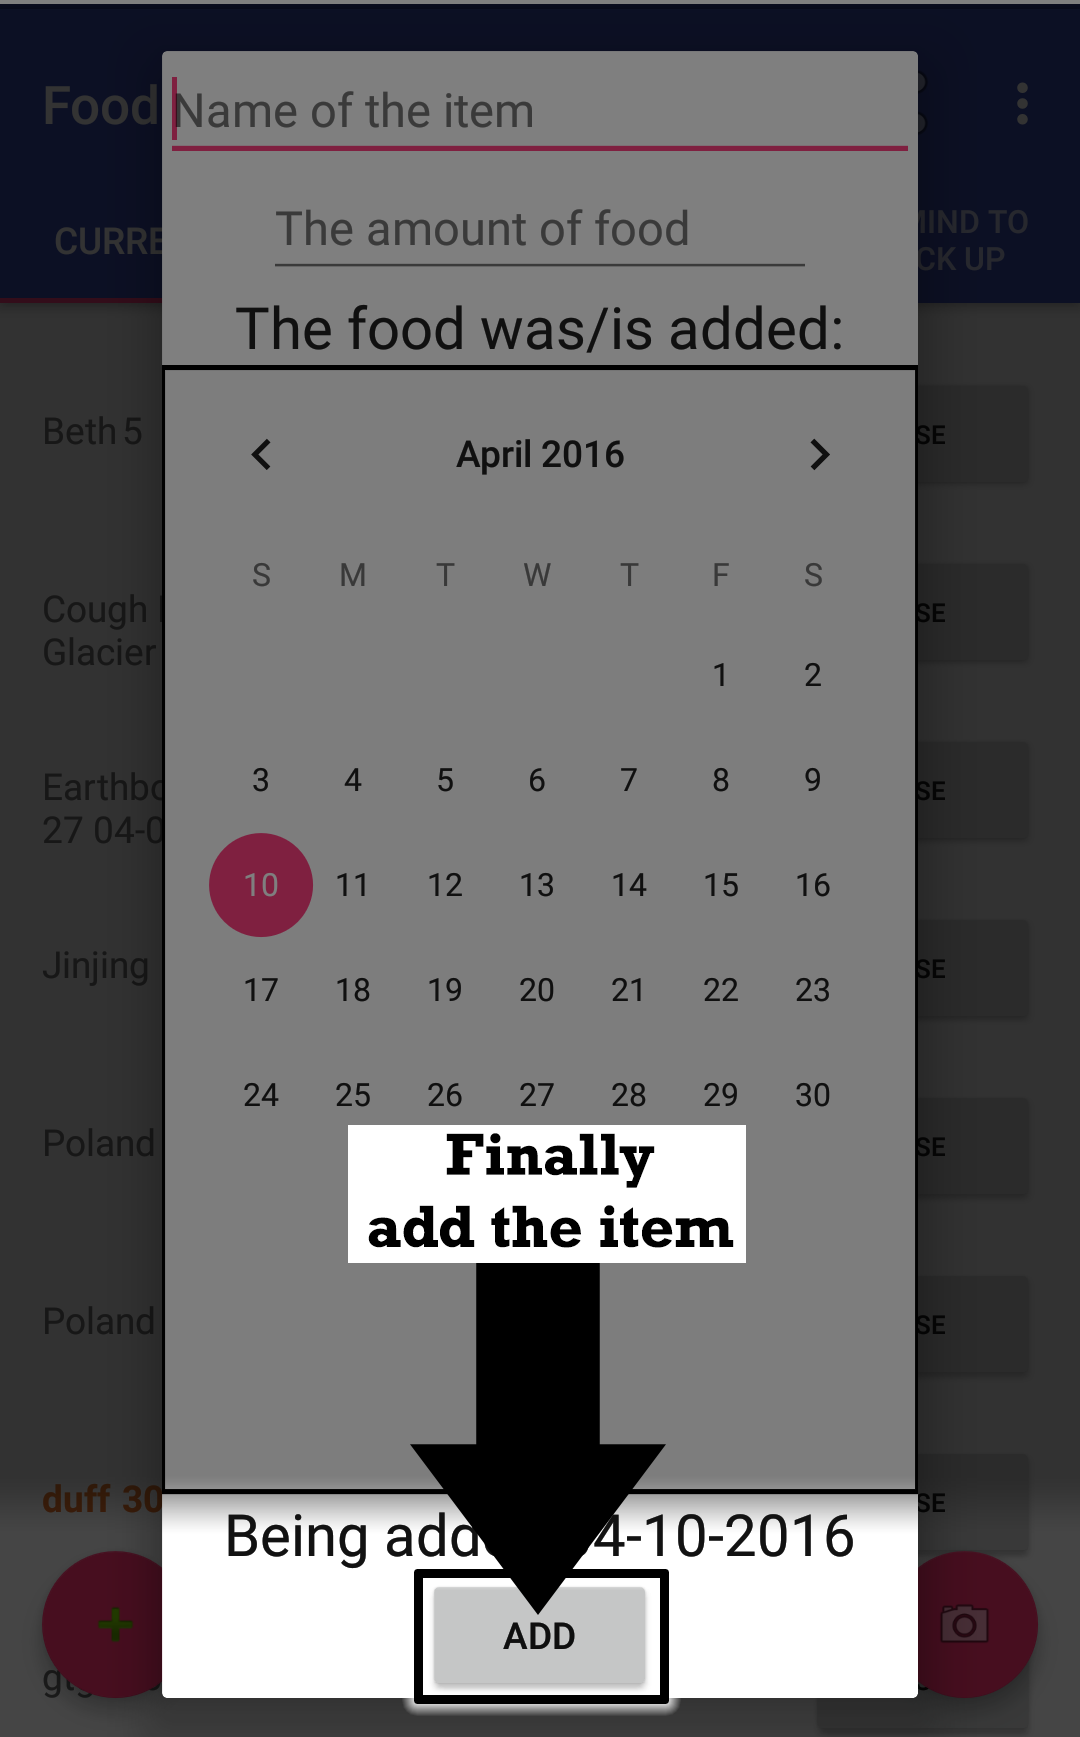 Food
Name of the item
The amount of food
CURRE
MIND TO
CK UP
The food was/is added:
April 2016
S M T W T F S
1 2
3 4 5 6 7 8 9
10 11 12 13 14 15 16
17 18 19 20 21 22 23
24 25 26 27 28 29 30
Beth 5
SE
Cough
Glacier
SE
Earthbo
27 04-0
SE
Jinjing
SE
Poland
SE
Poland
SE
duff 30
SE
Finally
add the item
Being add 4-10-2016
ADD